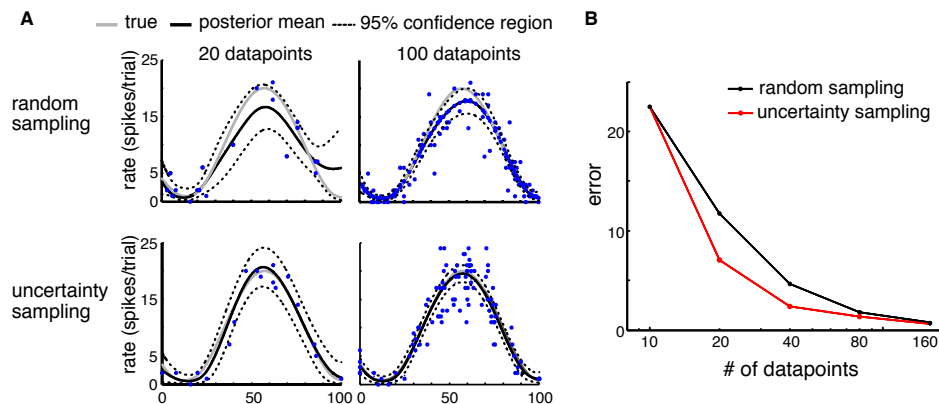 A
true
posterior mean
95% confidence region
20 datapoints
100 datapoints
random
sampling
rate (spikes/trial)
25
15
5
0
uncertainty
sampling
rate (spikes/trial)
25
15
5
0
0
50
100
0
50
100
B
random sampling
uncertainty sampling
error
20
10
0
10
20
40
80
160
# of datapoints